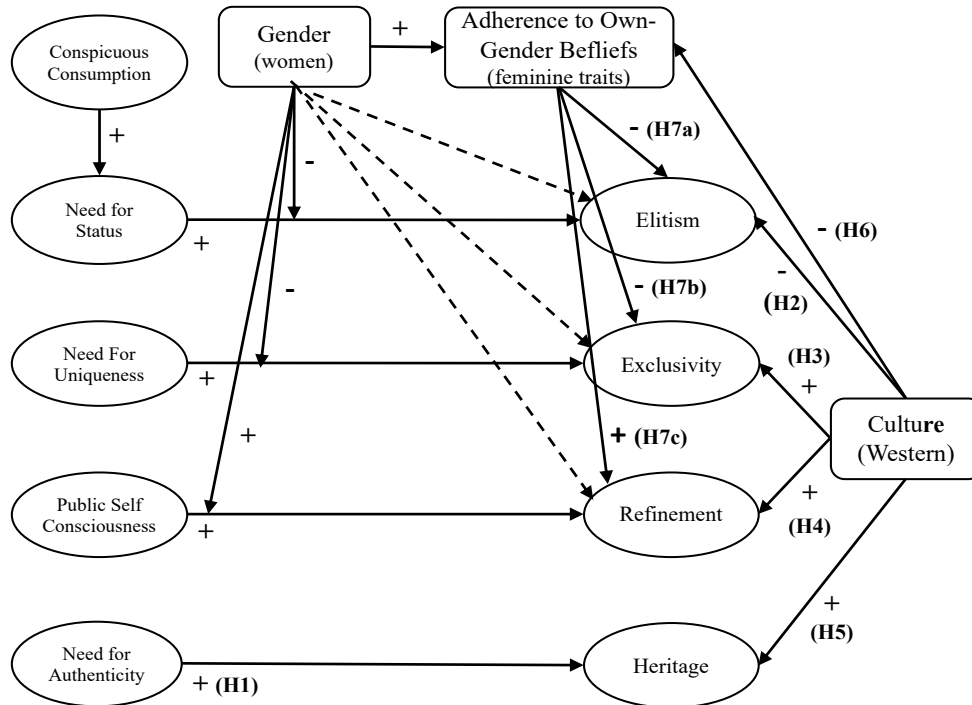 Gender
(women)
+
Adherence to Own-
Gender Befliefs
(feminine traits)
Conspicuous
Consumption
+
- (H7a)
-
Need for
Status
+
Elitism
- (H6)
-
(H2)
-
- (H7b)
Need For
Uniqueness
+
Exclusivity
(H3)
+
Culture
(Western)
+
+ (H7c)
Public Self
Consciousness
+
Refinement
+
(H4)
+
(H5)
Need for
Authenticity
+ (H1)
Heritage